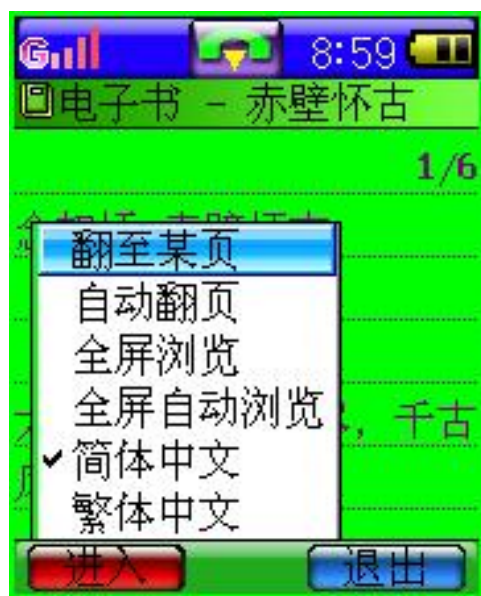 G 8:59
电子书 - 赤壁怀古
1/6
翻至某页
自动翻页
全屏浏览
全屏自动浏览
，千古
简体中文
繁体中文
进入 退出